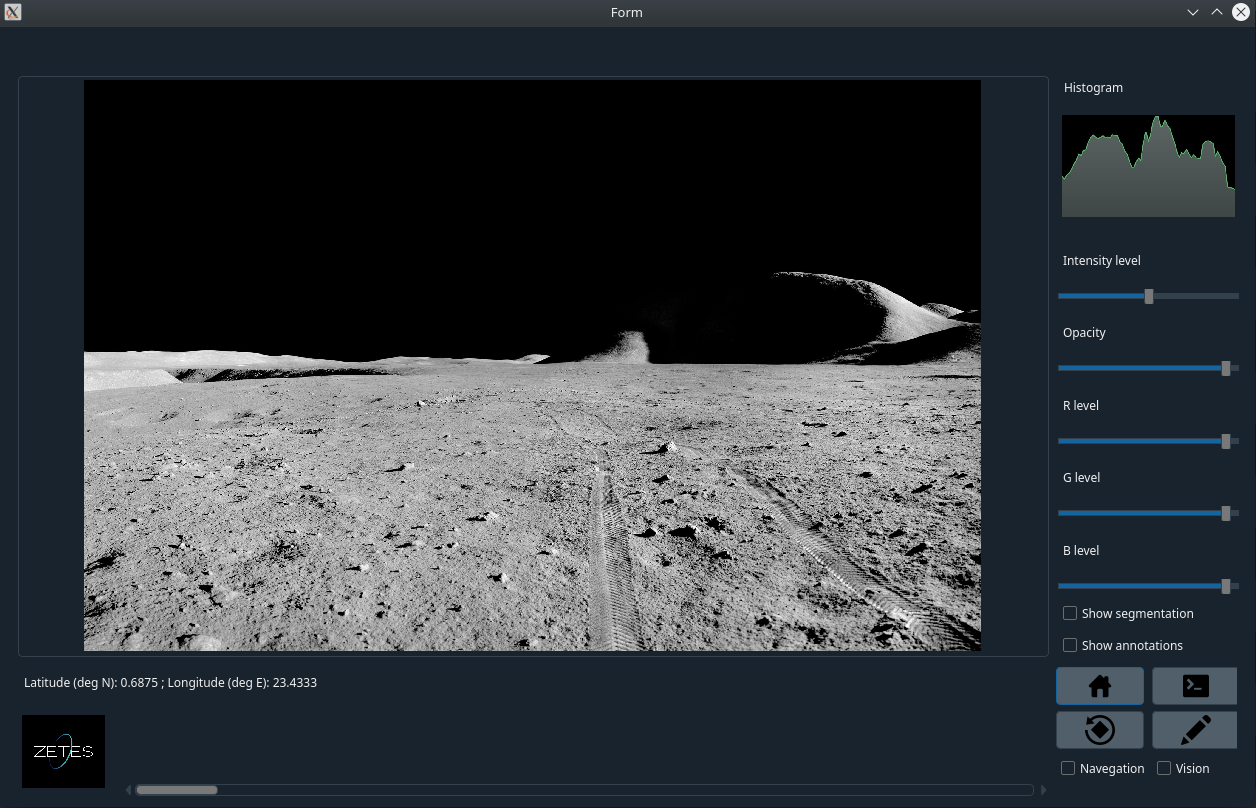 Form
Histogram
Intensity level
Opacity
R level
G level
B level
Show segmentation
Show annotations
Latitude (deg N): 0.6875 ; Longitude (deg E): 23.4333
ZETES
Navegation
Vision